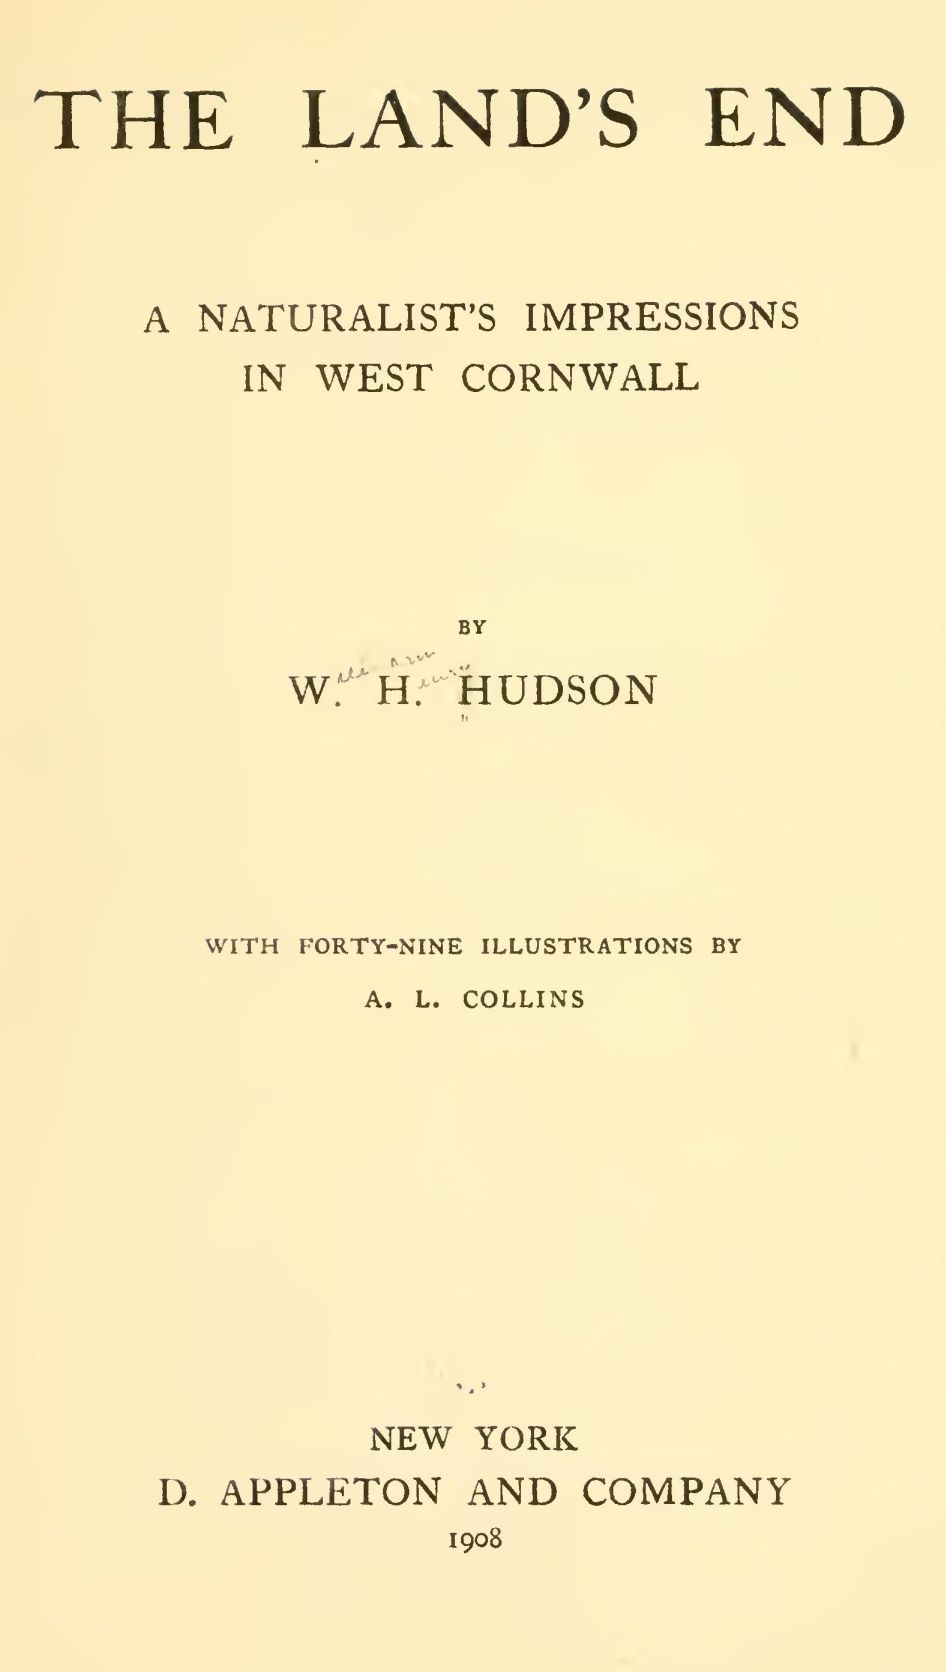 THE LAND'S END
A NATURALIST'S IMPRESSIONS
IN WEST CORNWALL
BY
W. H. HUDSON
WITH FORTY-NINE ILLUSTRATIONS BY
A. L. COLLINS
NEW YORK
D. APPLETON AND COMPANY
1908